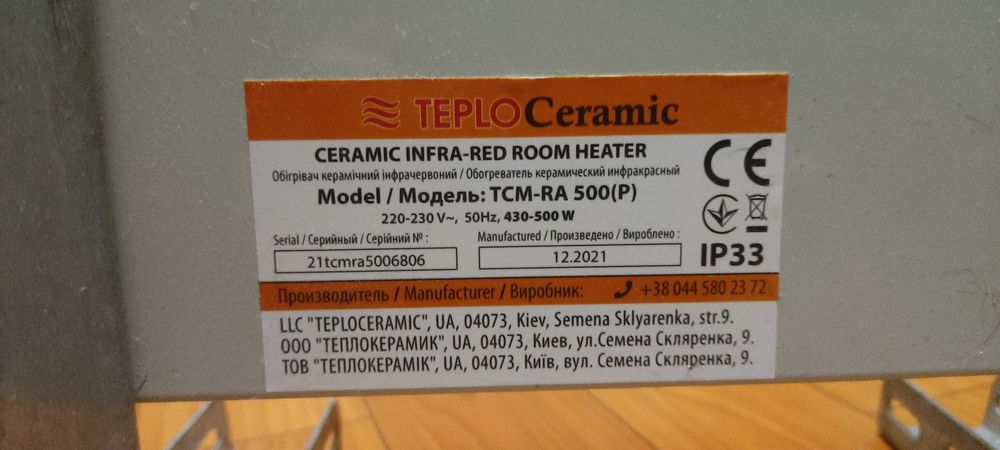 TEPLOCeramic
CERAMIC INFRA-RED ROOM HEATER
Обігрівач керамічний інфрачервоний / Обогреватель керамический инфракрасный
Model / Модель: TCM-RA 500(P)
220-230 V~, 50Hz, 430-500 W
Serial / Серийный / Серійний № :
21tcmra5006806
Manufactured / Произведено / Вироблено :
12.2021
CE
IP33
Производитель / Manufacturer / Виробник: +38 044 580 23 72
LLC "TEPLOCERAMIC", UA, 04073, Kiev, Semena Sklyarenka, str.9.
ООО "ТЕПЛОКЕРАМИК", UA, 04073, Киев, ул.Семена Скляренка, 9.
ТОВ "ТЕПЛОКЕРАМІК", UA, 04073, Київ, вул. Семена Скляренка, 9.